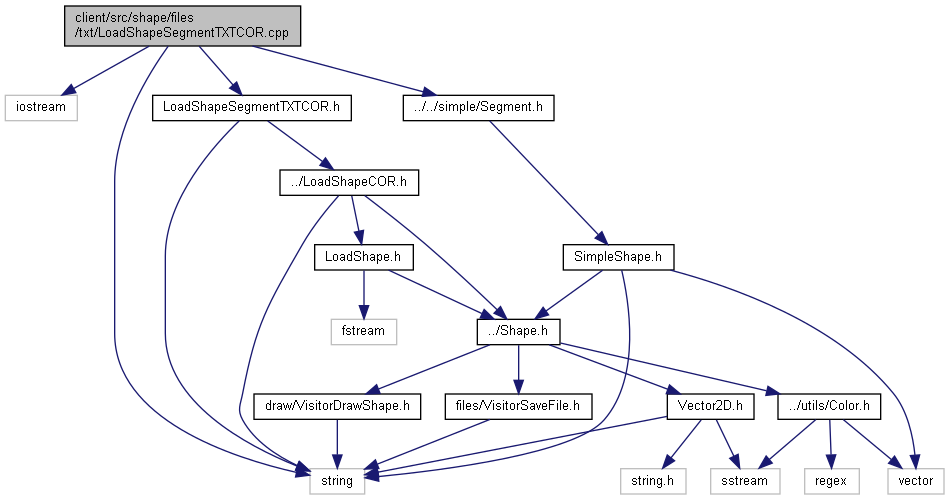 client/src/shape/files
/txt/LoadShapeSegmentTXTCOR.cpp
iostream
LoadShapeSegmentTXTCOR.h
../../simple/Segment.h
../LoadShapeCOR.h
LoadShape.h
SimpleShape.h
fstream
../Shape.h
draw/VisitorDrawShape.h
files/VisitorSaveFile.h
Vector2D.h
../utils/Color.h
string
string.h
sstream
regex
vector